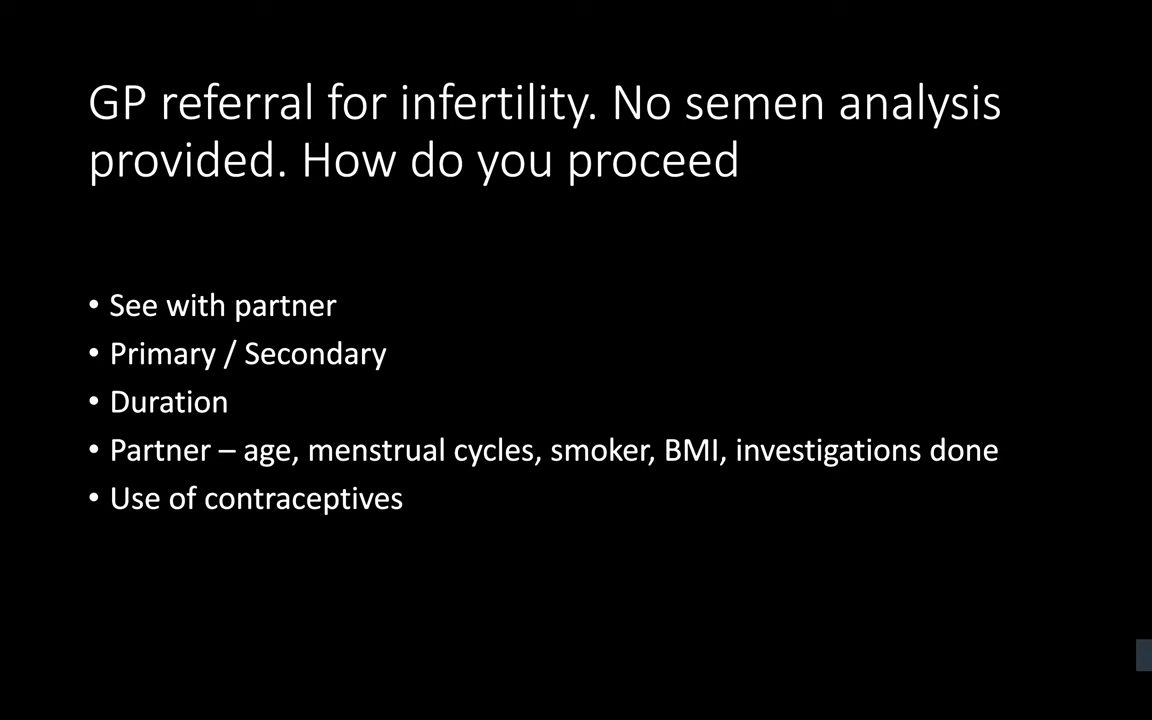 GP referral for infertility. No semen analysis
provided. How do you proceed
• See with partner
• Primary / Secondary
• Duration
• Partner – age, menstrual cycles, smoker, BMI, investigations done
• Use of contraceptives